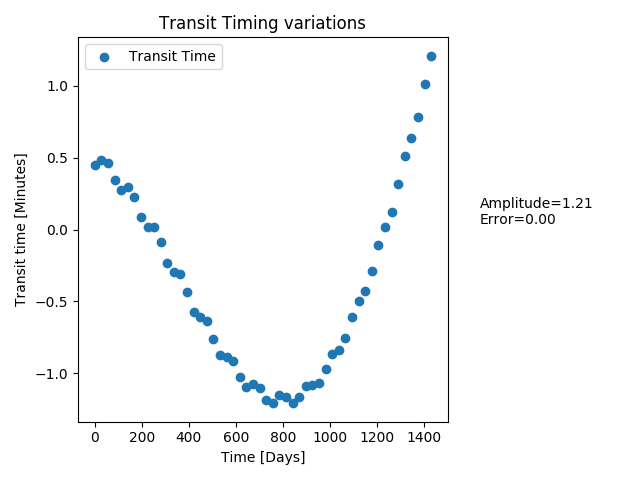 Transit Timing variations
Transit Time
1.0
0.5
0.0
−0.5
−1.0
Transit time [Minutes]
0 200 400 600 800 1000 1200 1400
Time [Days]
Amplitude=1.21
Error=0.00